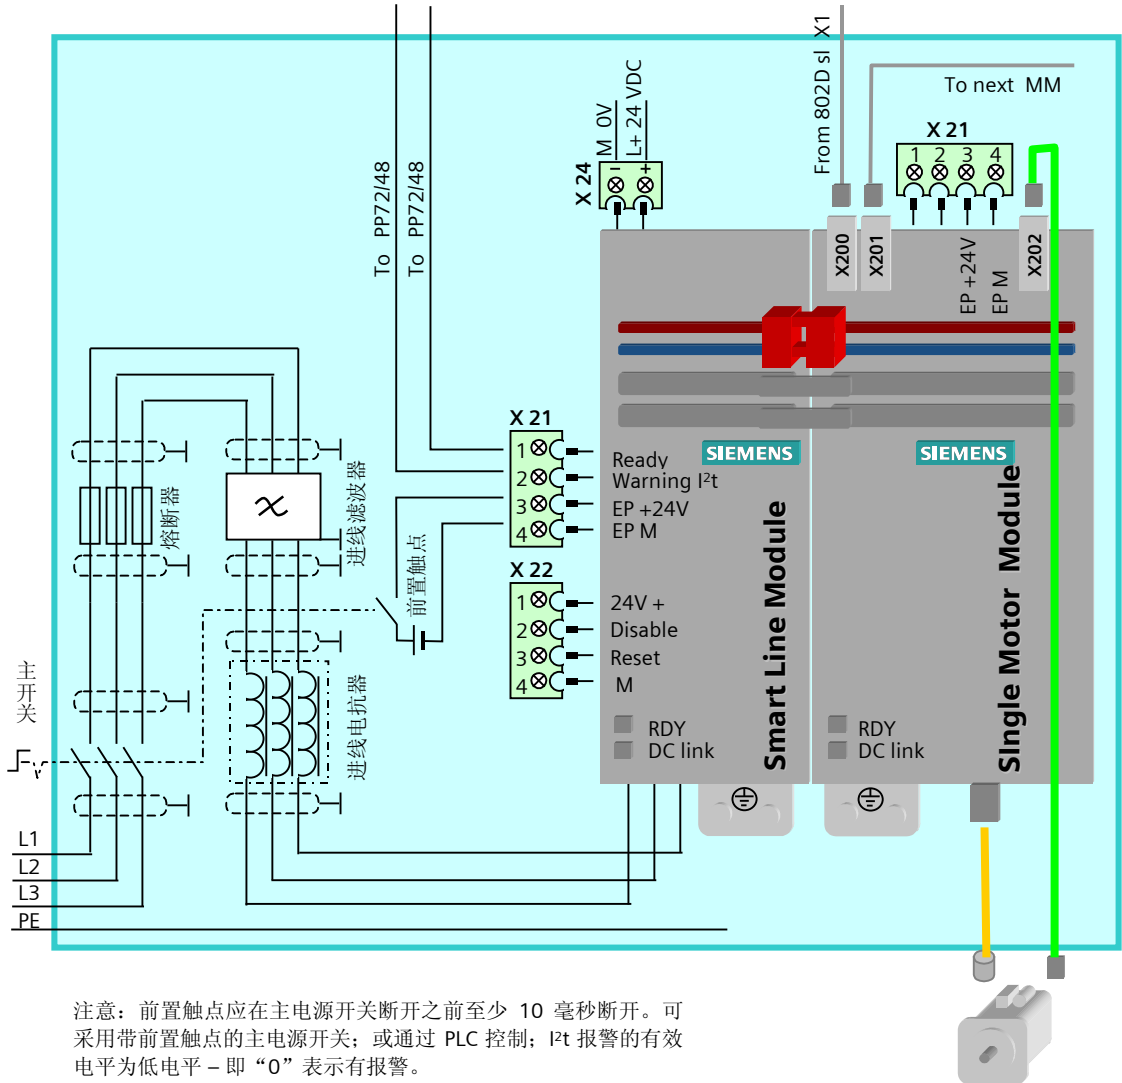 From 802D sl X1
To next MM
M 0V
L+ 24 VDC
X 24
− +
X 21
1 2 3 4
To PP72/48
To PP72/48
X200
X201
EP +24V
EP M
X202
X 21
1
2
3
4
Ready
Warning I²t
EP +24V
EP M
X 22
1
2
3
4
24V +
Disable
Reset
M
RDY
DC link
SIEMENS
Smart Line Module
SIEMENS
SIngle Motor Module
RDY
DC link
熔断器
进线滤波器
前置触点
进线电抗器
主开关
L1
L2
L3
PE
注意：前置触点应在主电源开关断开之前至少 10 毫秒断开。可
采用带前置触点的主电源开关；或通过 PLC 控制；I²t 报警的有效
电平为低电平 – 即“0”表示有报警。